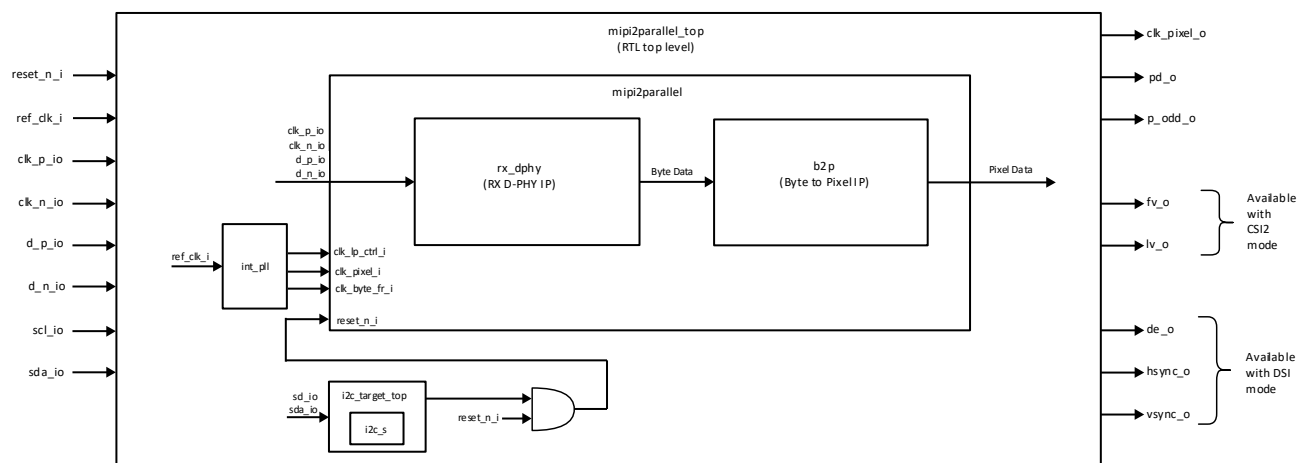 mipi2parallel_top
(RTL top level)
reset_n_i
ref_clk_i
clk_p_io
clk_n_io
d_p_io
d_n_io
scl_io
sda_io
mipi2parallel
clk_p_io
clk_n_io
d_p_io
d_n_io
rx_dphy
(RX D-PHY IP)
Byte Data
b2p
(Byte to Pixel IP)
Pixel Data
ref_clk_i
int_pll
clk_lp_ctrl_i
clk_pixel_i
clk_byte_fr_i
reset_n_i
sd_io
sda_io
i2c_target_top
i2c_s
reset_n_i
clk_pixel_o
pd_o
p_odd_o
fv_o
lv_o
Available
with
CSI2
mode
de_o
hsync_o
vsync_o
Available
with DSI
mode